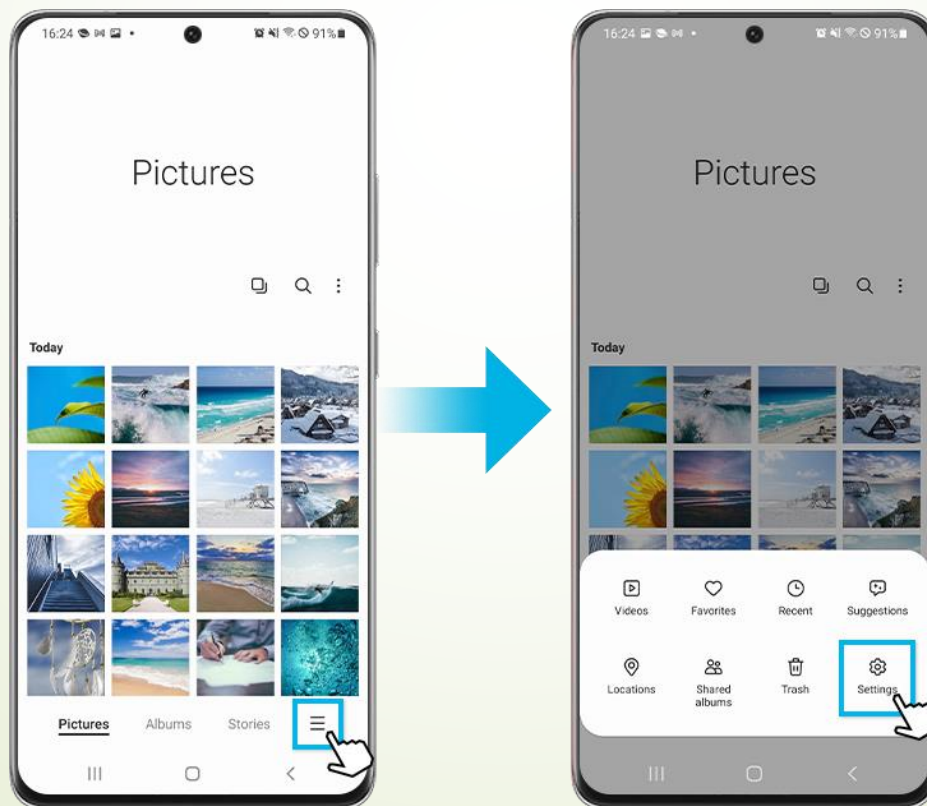 16:24 91%
Pictures
Today
Pictures Albums Stories
16:24 91%
Pictures
Today
Videos Favorites Recent Suggestions
Locations Shared albums Trash Settings